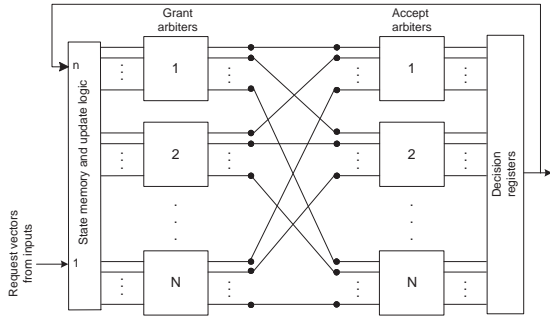 Grant
arbiters
Accept
arbiters
n
1
1
2
2
N
N
State memory and update logic
Decision
registers
Request vectors
from inputs
1